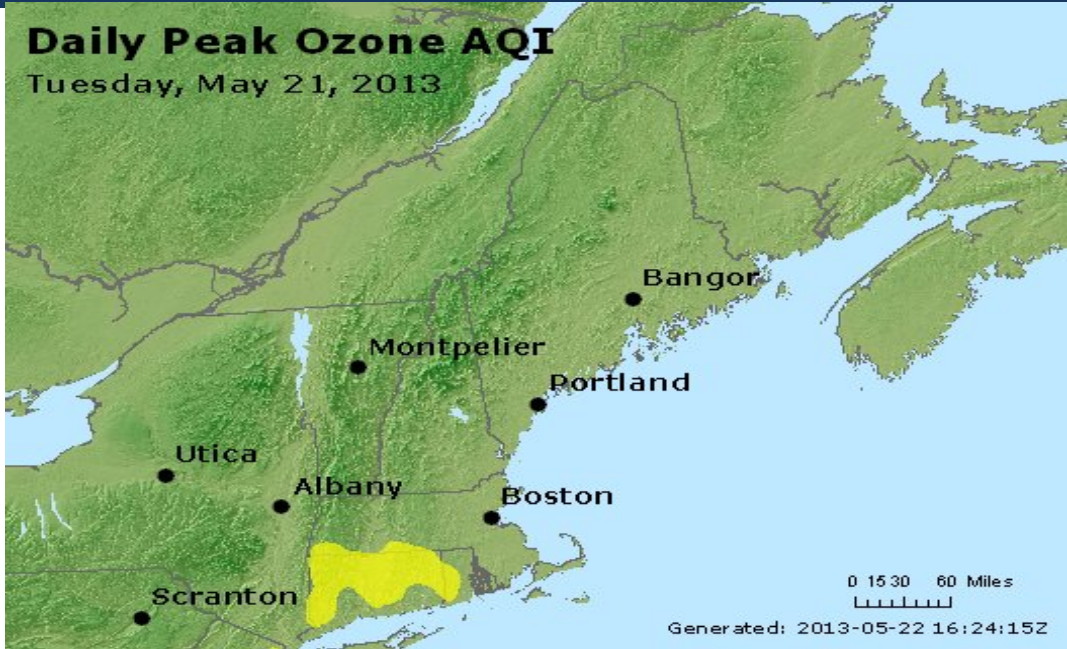 Daily Peak Ozone AQI
Tuesday, May 21, 2013
Bangor
Montpelier
Portland
Utica
Albany
Boston
Scranton
0 15 30 60 Miles
Generated: 2013-05-22 16:24:15Z